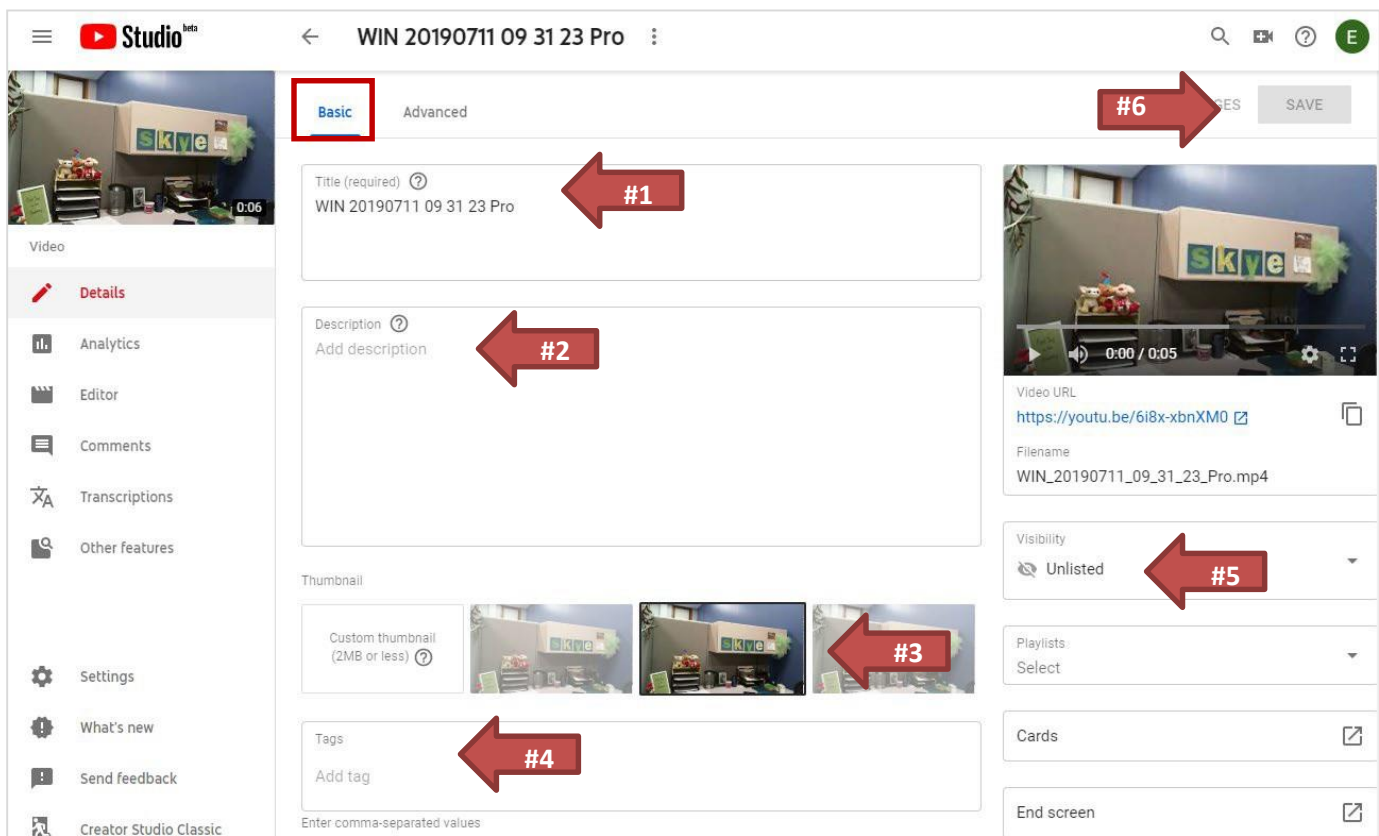 Studio beta
WIN 20190711 09 31 23 Pro
E
0:06
Video
Details
Analytics
Editor
Comments
Transcriptions
Other features
Settings
What's new
Send feedback
Creator Studio Classic
Basic
Advanced
#6
SAVE
Title (required)
WIN 20190711 09 31 23 Pro
#1
Description
Add description
#2
Thumbnail
Custom thumbnail
(2MB or less)
#3
Tags
Add tag
#4
Enter comma-separated values
Skye
0:00 / 0:05
Video URL
https://youtu.be/6i8x-xbnXM0
Filename
WIN_20190711_09_31_23_Pro.mp4
Visibility
Unlisted
#5
Playlists
Select
Cards
End screen